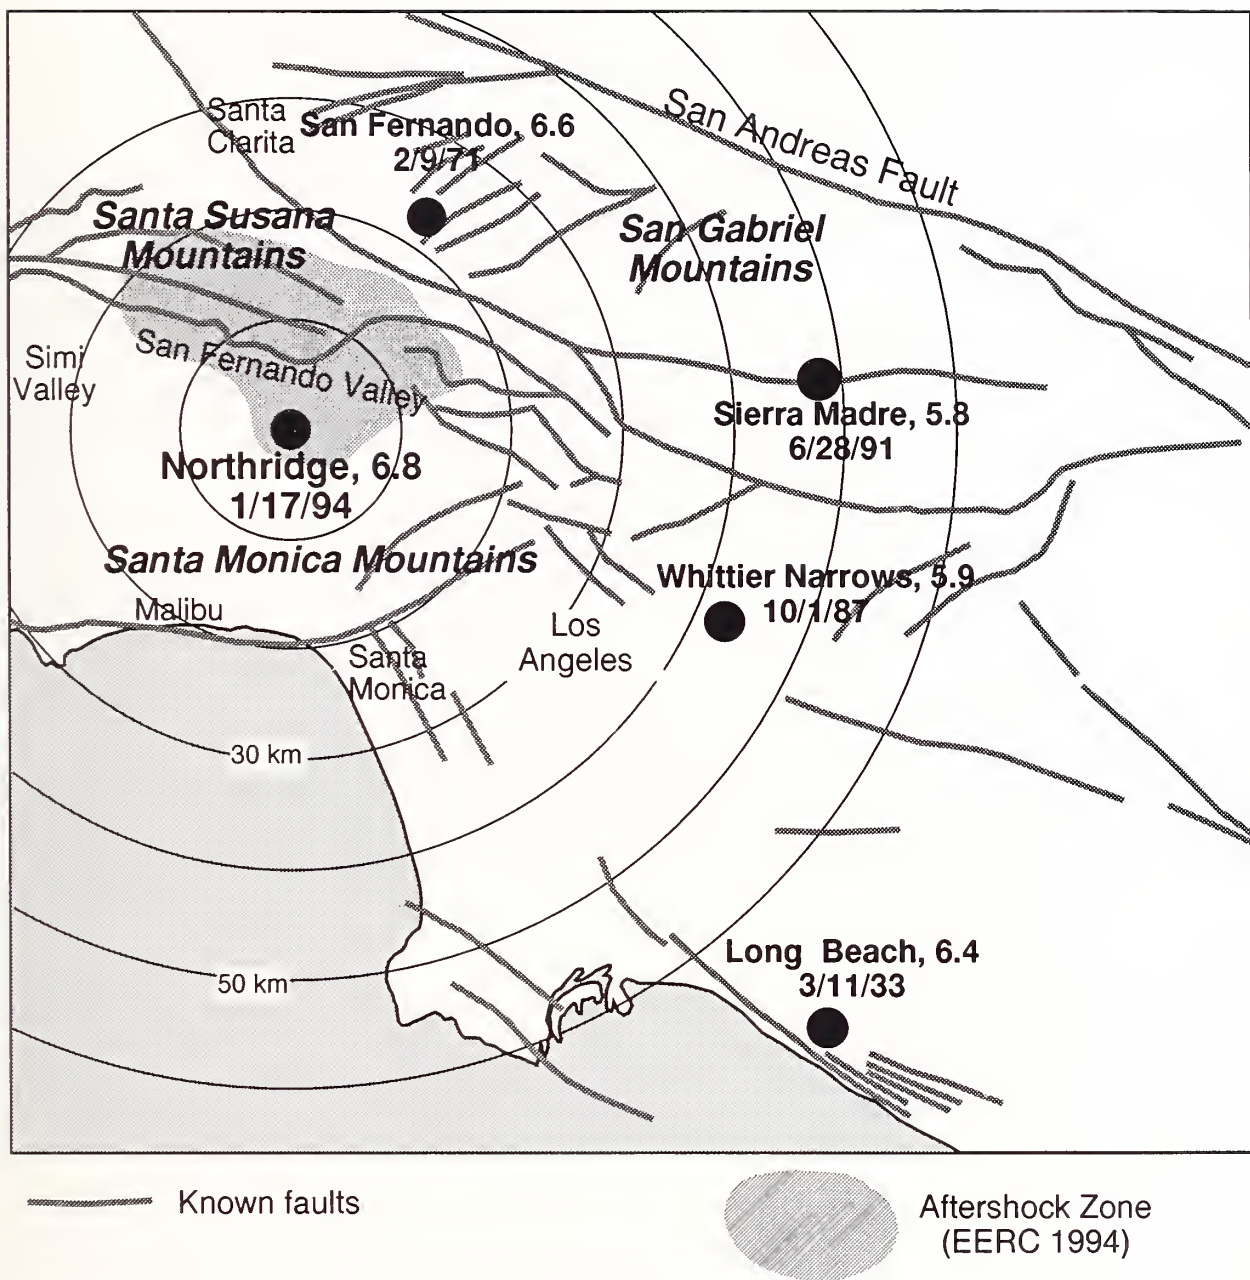 San Andreas Fault
Santa
Clarita
San Fernando, 6.6
2/9/71
Santa Susana
Mountains
San Gabriel
Mountains
Simi
Valley
San Fernando Valley
Sierra Madre, 5.8
6/28/91
Northridge, 6.8
1/17/94
Santa Monica Mountains
Whittier Narrows, 5.9
10/1/87
Malibu
Los
Angeles
Santa
Monica
30 km
50 km
Long Beach, 6.4
3/11/33
Known faults
Aftershock Zone
(EERC 1994)